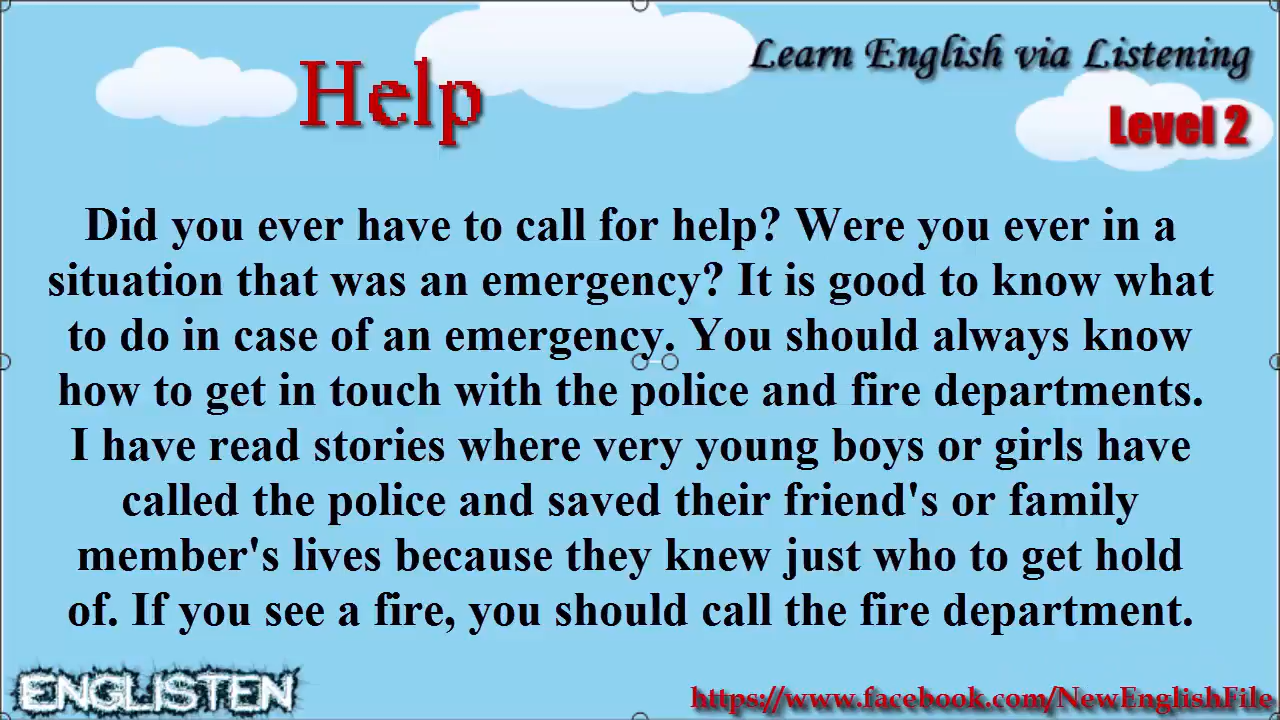 Learn English via Listening
Help
Level 2
Did you ever have to call for help? Were you ever in a
situation that was an emergency? It is good to know what
to do in case of an emergency. You should always know
how to get in touch with the police and fire departments.
I have read stories where very young boys or girls have
called the police and saved their friend's or family
member's lives because they knew just who to get hold
of. If you see a fire, you should call the fire department.
ENGLISTEN
https://www.facebook.com/NewEnglishFile